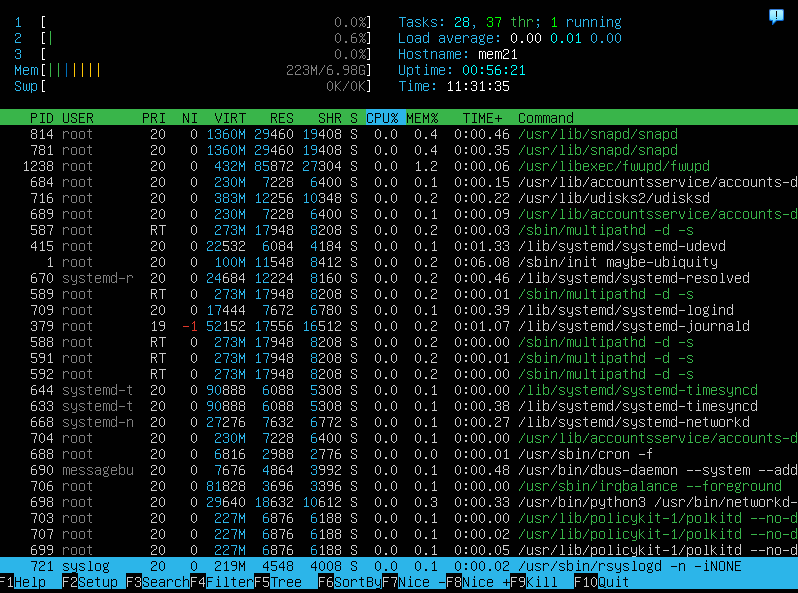 1 [ 0.0%] Tasks: 28, 37 thr; 1 running
2 [| 0.6%] Load average: 0.00 0.01 0.00
3 [ 0.0%] Hostname: mem21
Mem[||||||| 223M/6.98G] Uptime: 00:56:21
Swp[ 0K/0K] Time: 11:31:35
PID USER PRI NI VIRT RES SHR S CPU% MEM% TIME+ Command
814 root 20 0 1360M 29460 19408 S 0.0 0.4 0:00.46 /usr/lib/snapd/snapd
781 root 20 0 1360M 29460 19408 S 0.0 0.4 0:00.35 /usr/lib/snapd/snapd
1238 root 20 0 432M 85872 27304 S 0.0 1.2 0:00.06 /usr/libexec/fwupd/fwupd
684 root 20 0 230M 7228 6400 S 0.0 0.1 0:00.15 /usr/lib/accountsservice/accounts-d
716 root 20 0 383M 12256 10348 S 0.0 0.2 0:00.22 /usr/lib/udisks2/udisksd
689 root 20 0 230M 7228 6400 S 0.0 0.1 0:00.09 /usr/lib/accountsservice/accounts-d
587 root RT 0 273M 17948 8208 S 0.0 0.2 0:00.03 /sbin/multipathd -d -s
415 root 20 0 22532 6084 4184 S 0.0 0.1 0:01.33 /lib/systemd/systemd-udevd
1 root 20 0 100M 11548 8412 S 0.0 0.2 0:06.08 /sbin/init maybe-ubiquity
670 systemd-r 20 0 24684 12224 8160 S 0.0 0.2 0:00.46 /lib/systemd/systemd-resolved
589 root RT 0 273M 17948 8208 S 0.0 0.2 0:00.01 /sbin/multipathd -d -s
709 root 20 0 17444 7672 6780 S 0.0 0.1 0:00.39 /lib/systemd/systemd-logind
379 root 19 -1 52152 17556 16512 S 0.0 0.2 0:01.07 /lib/systemd/systemd-journald
588 root RT 0 273M 17948 8208 S 0.0 0.2 0:00.00 /sbin/multipathd -d -s
591 root RT 0 273M 17948 8208 S 0.0 0.2 0:00.01 /sbin/multipathd -d -s
592 root RT 0 273M 17948 8208 S 0.0 0.2 0:00.00 /sbin/multipathd -d -s
644 systemd-t 20 0 90888 6088 5308 S 0.0 0.1 0:00.00 /lib/systemd/systemd-timesyncd
633 systemd-t 20 0 90888 6088 5308 S 0.0 0.1 0:00.38 /lib/systemd/systemd-timesyncd
668 systemd-n 20 0 27276 7632 6772 S 0.0 0.1 0:00.27 /lib/systemd/systemd-networkd
704 root 20 0 230M 7228 6400 S 0.0 0.1 0:00.00 /usr/lib/accountsservice/accounts-d
688 root 20 0 6816 2988 2776 S 0.0 0.0 0:00.01 /usr/sbin/cron -f
690 messagebu 20 0 7676 4864 3992 S 0.0 0.1 0:00.48 /usr/bin/dbus-daemon --system --add
706 root 20 0 81828 3696 3396 S 0.0 0.1 0:00.00 /usr/sbin/irqbalance --foreground
698 root 20 0 29640 18632 10612 S 0.0 0.3 0:00.33 /usr/bin/python3 /usr/bin/networkd-
703 root 20 0 227M 6876 6188 S 0.0 0.1 0:00.00 /usr/lib/policykit-1/polkitd --no-d
707 root 20 0 227M 6876 6188 S 0.0 0.1 0:00.02 /usr/lib/policykit-1/polkitd --no-d
699 root 20 0 227M 6876 6188 S 0.0 0.1 0:00.05 /usr/lib/policykit-1/polkitd --no-d
721 syslog 20 0 219M 4548 4008 S 0.0 0.1 0:00.02 /usr/sbin/rsyslogd -n -iNONE
F1Help F2Setup F3SearchF4FilterF5Tree F6SortByF7Nice -F8Nice +F9Kill F10Quit